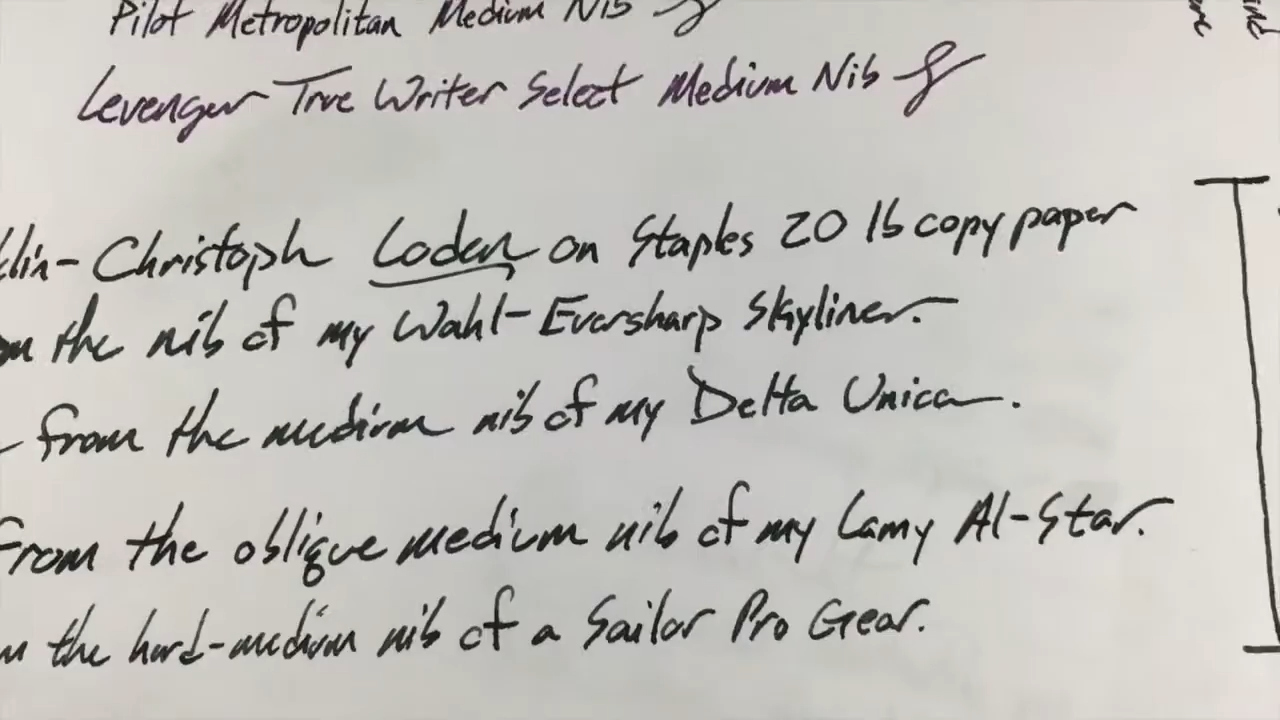 Pilot Metropolitan Medium Nib
Levenger True Writer Select Medium Nib
Christoph Loden on Staples 20 lb copy paper
the nib of my Wahl-Eversharp Skyliner.
from the medium nib of my Delta Unica.
From the oblique medium nib of my Lamy Al-Star.
the hard-medium nib of a Sailor Pro Gear.